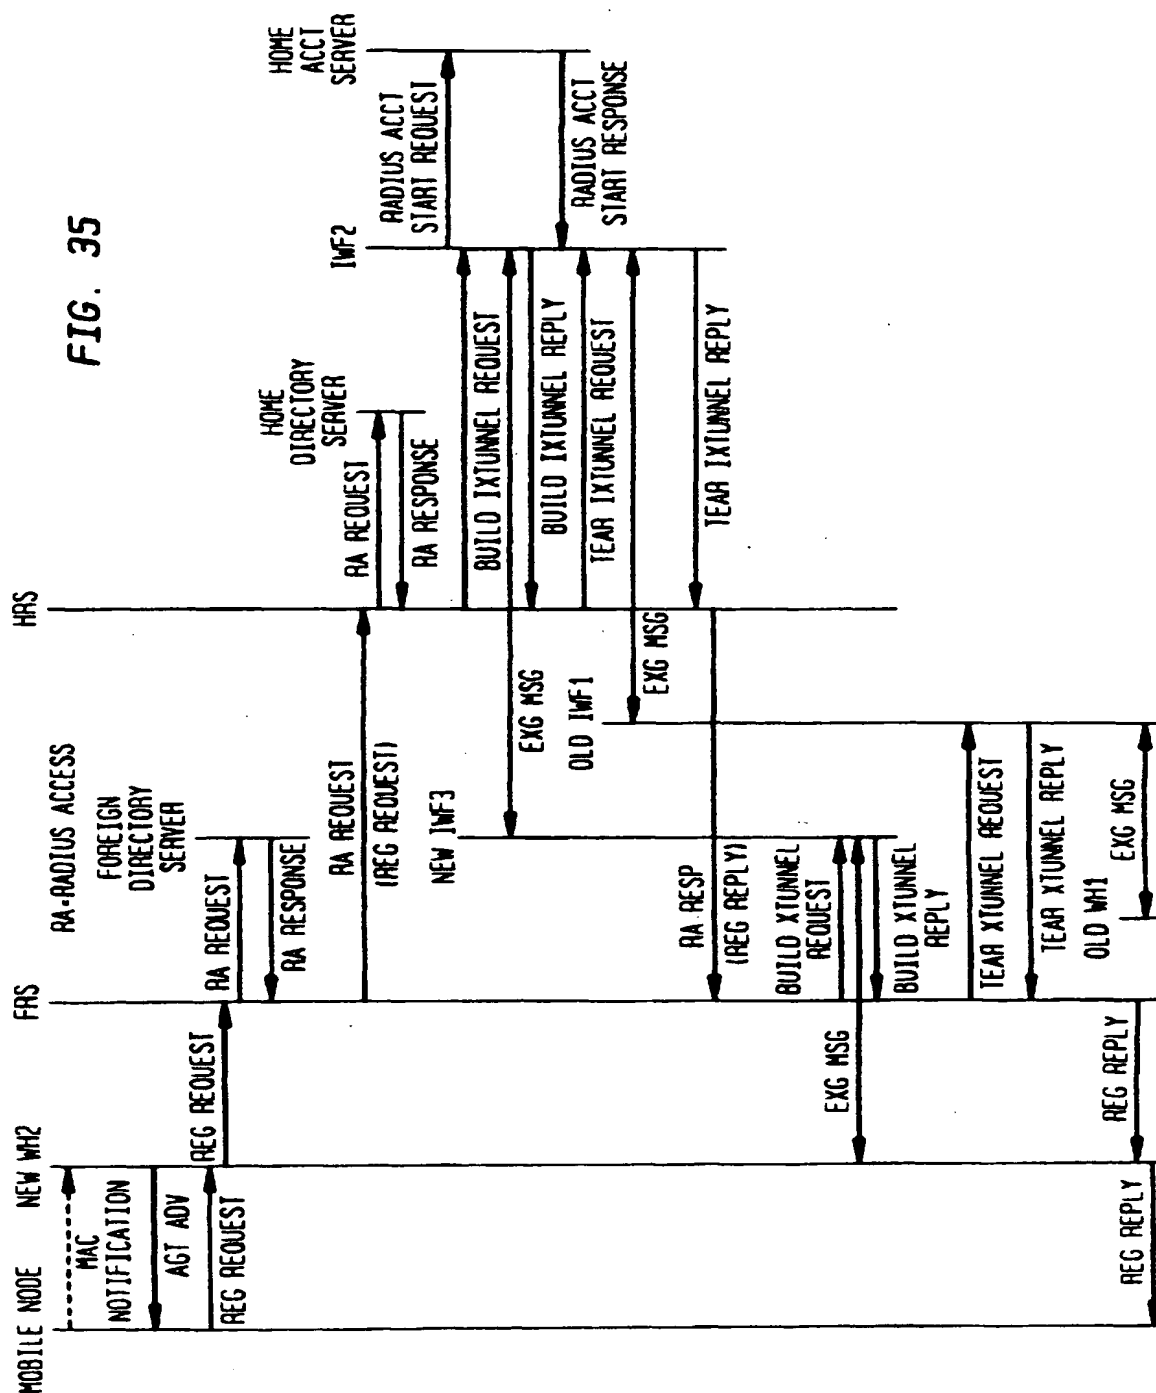 FIG. 35
RA-RADIUS ACCESS
MOBILE NODE
NEW WH2
FRS
FOREIGN
DIRECTORY
SERVER
HRS
HOME
DIRECTORY
SERVER
IWF2
HOME
ACCT
SERVER
MAC
NOTIFICATION
AGT ADV
REG REQUEST
REG REQUEST
RA REQUEST
RA RESPONSE
RA REQUEST
(REG REQUEST)
RA REQUEST
RA RESPONSE
RADIUS ACCT
START REQUEST
BUILD IXTUNNEL REQUEST
NEW IWF3
EXG MSG
BUILD IXTUNNEL REPLY
RADIUS ACCT
START RESPONSE
TEAR IXTUNNEL REQUEST
OLD IWF1
EXG MSG
TEAR IXTUNNEL REPLY
RA RESP
(REG REPLY)
BUILD XTUNNEL
REQUEST
EXG MSG
BUILD XTUNNEL
REPLY
TEAR XTUNNEL REQUEST
TEAR XTUNNEL REPLY
OLD WH1
EXG MSG
REG REPLY
REG REPLY